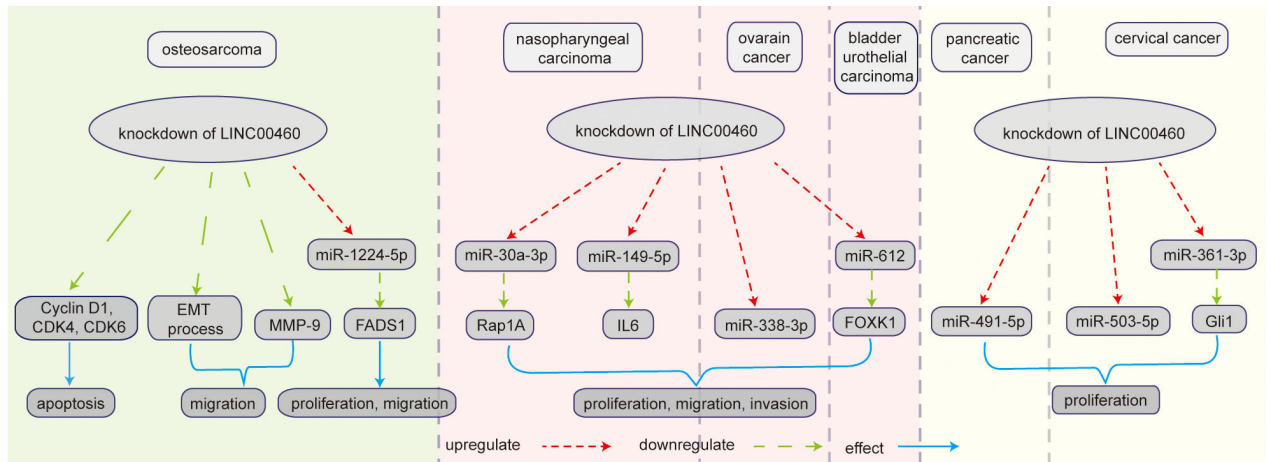 osteosarcoma
nasopharyngeal
carcinoma
ovarain
cancer
bladder
urothelial
carcinoma
pancreatic
cancer
cervical cancer
knockdown of LINC00460
knockdown of LINC00460
knockdown of LINC00460
miR-1224-5p
miR-30a-3p
miR-149-5p
miR-612
miR-361-3p
Cyclin D1,
CDK4, CDK6
EMT
process
MMP-9
FADS1
Rap1A
IL6
miR-338-3p
FOXK1
miR-491-5p
miR-503-5p
Gli1
apoptosis
migration
proliferation, migration
proliferation, migration, invasion
proliferation
upregulate
downregulate
effect